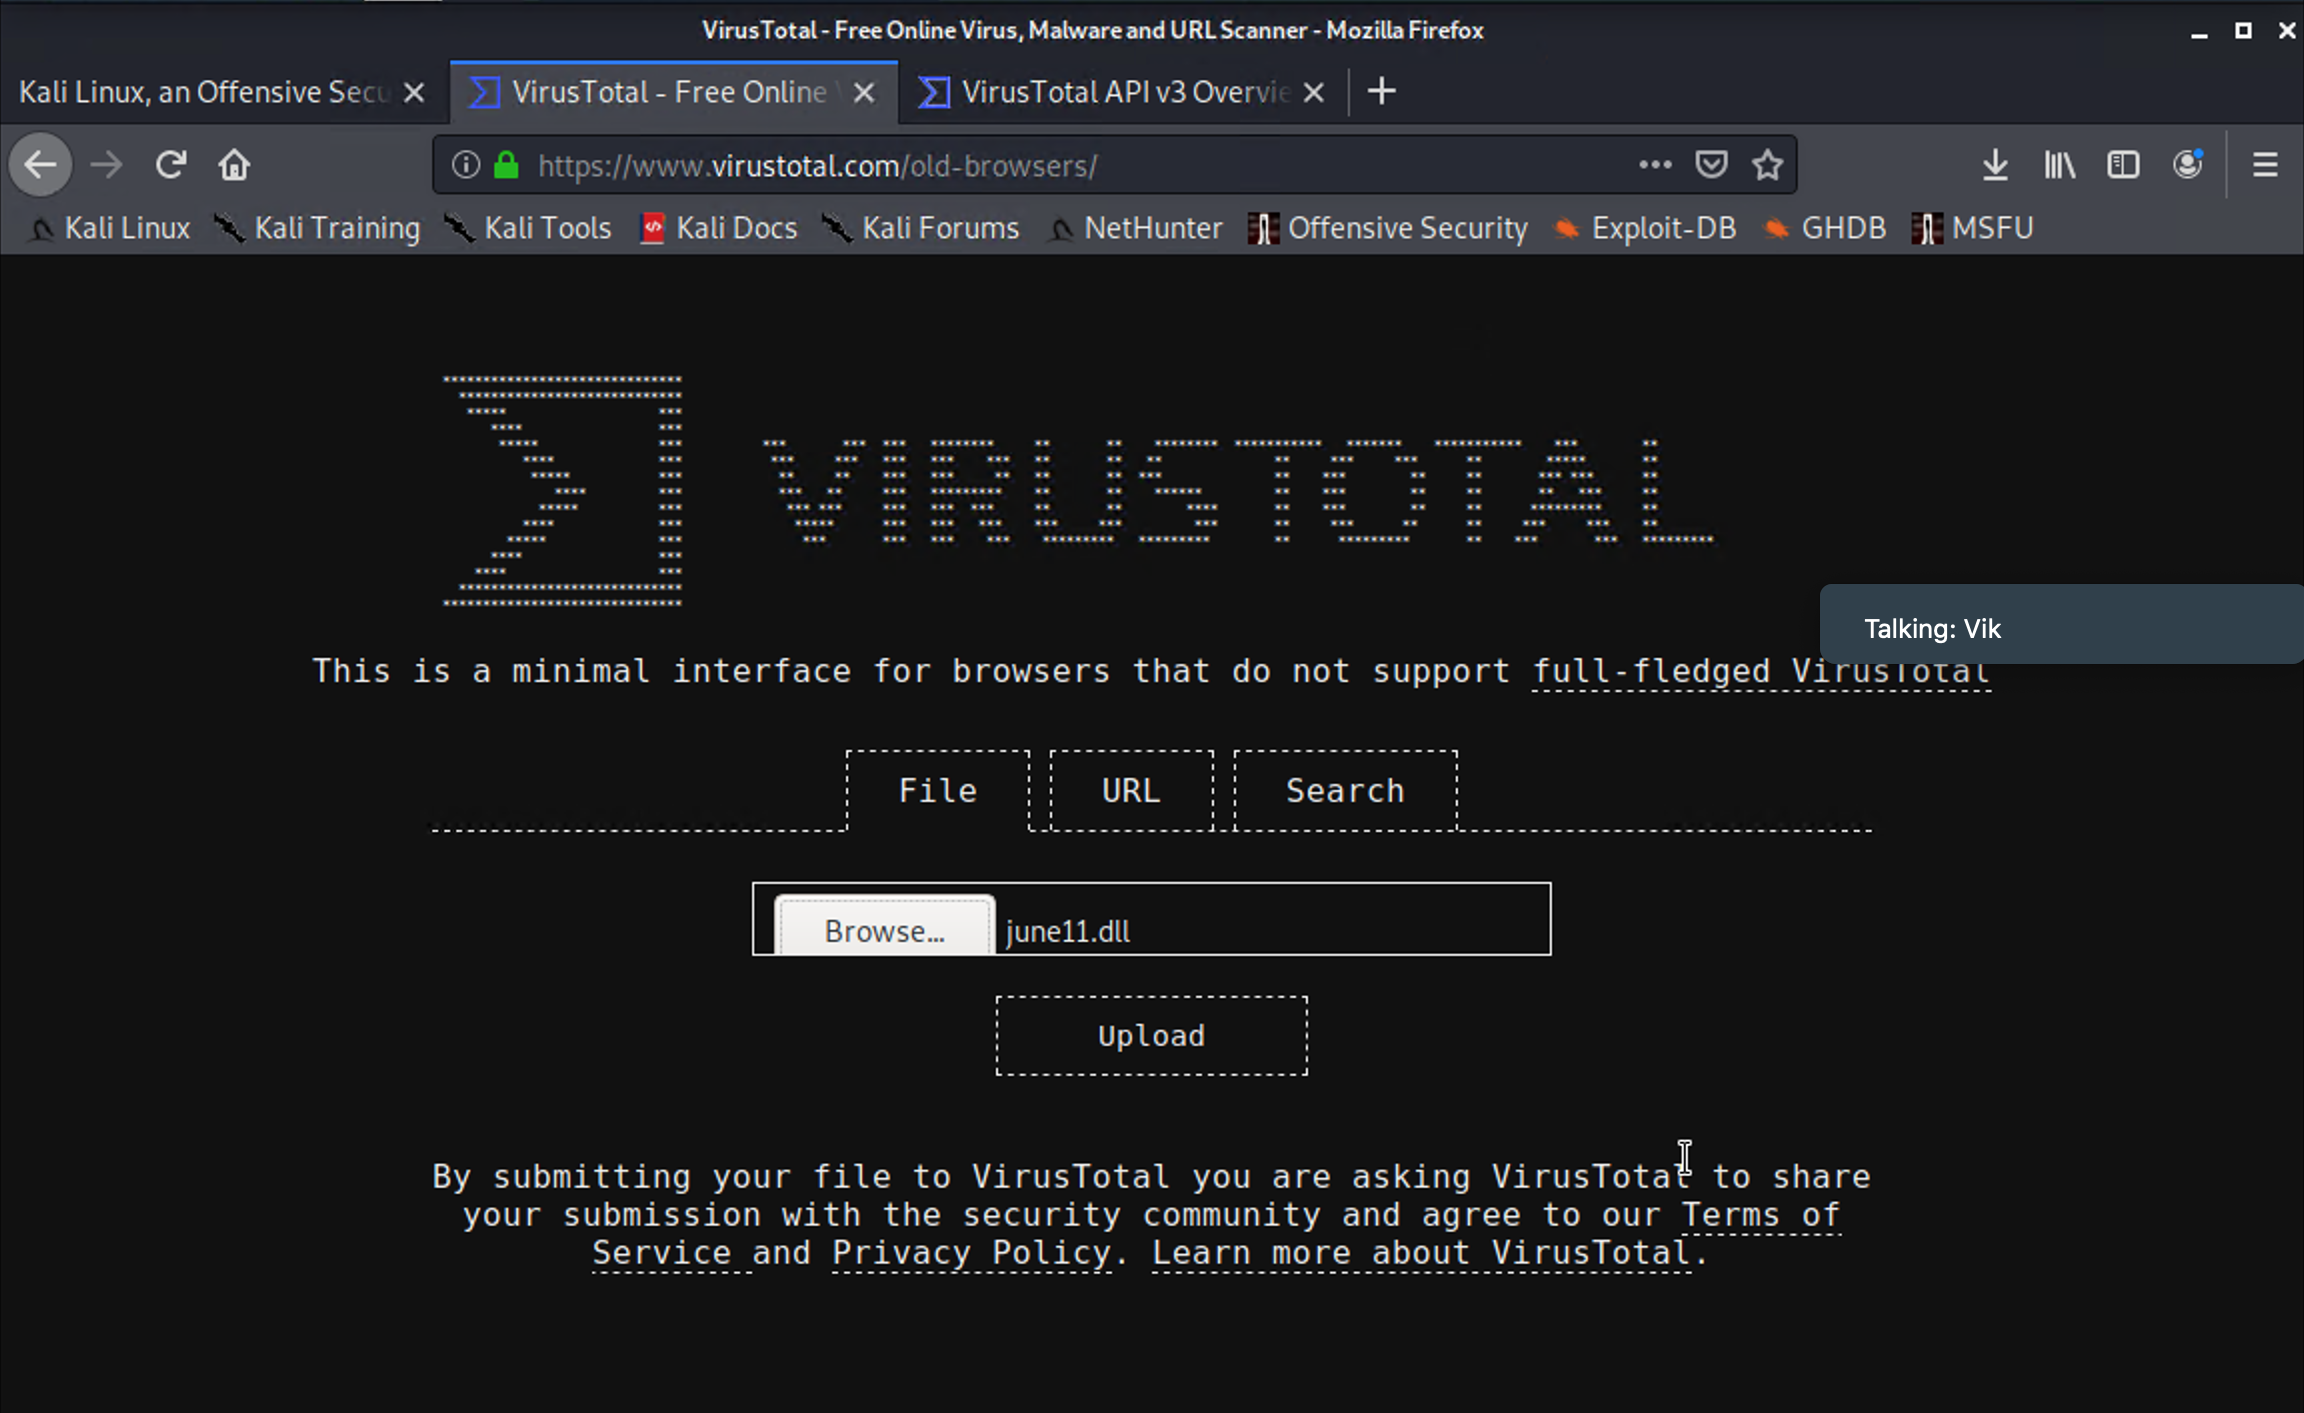 VirusTotal - Free Online Virus, Malware and URL Scanner - Mozilla Firefox
Kali Linux, an Offensive Secu
VirusTotal - Free Online V
VirusTotal API v3 Overvie
https://www.virustotal.com/old-browsers/
Kali Linux Kali Training Kali Tools Kali Docs Kali Forums NetHunter Offensive Security Exploit-DB GHDB MSFU
VIRUSTOTAL
Talking: Vik
This is a minimal interface for browsers that do not support full-fledged VirusTotal
File URL Search
Browse... june11.dll
Upload
By submitting your file to VirusTotal you are asking VirusTotal to share
your submission with the security community and agree to our Terms of
Service and Privacy Policy. Learn more about VirusTotal.